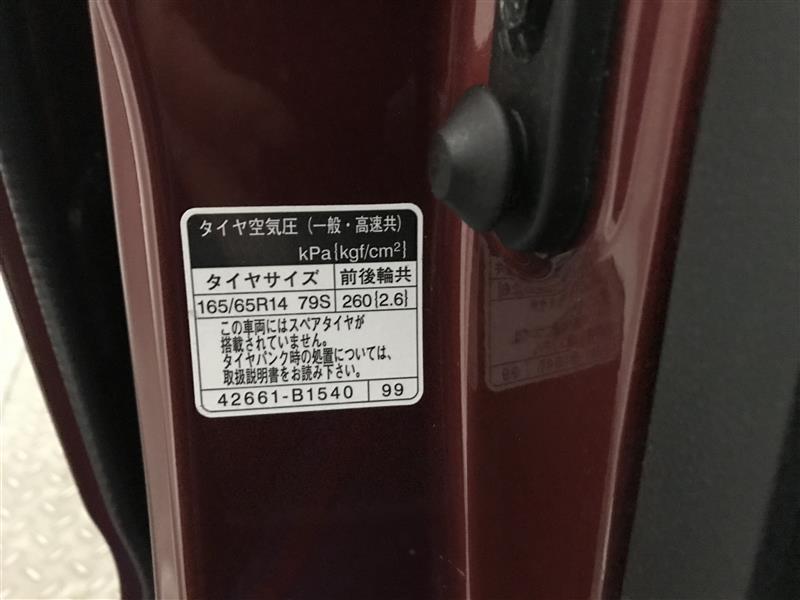 タイヤ空気圧（一般・高速共）
kPa{kgf/cm²}
タイヤサイズ 前後輪共
165/65R14 79S 260{2.6}
この車両にはスペアタイヤが
搭載されていません。
タイヤパンク時の処置については、
取扱説明書をお読み下さい。
42661-B1540 99